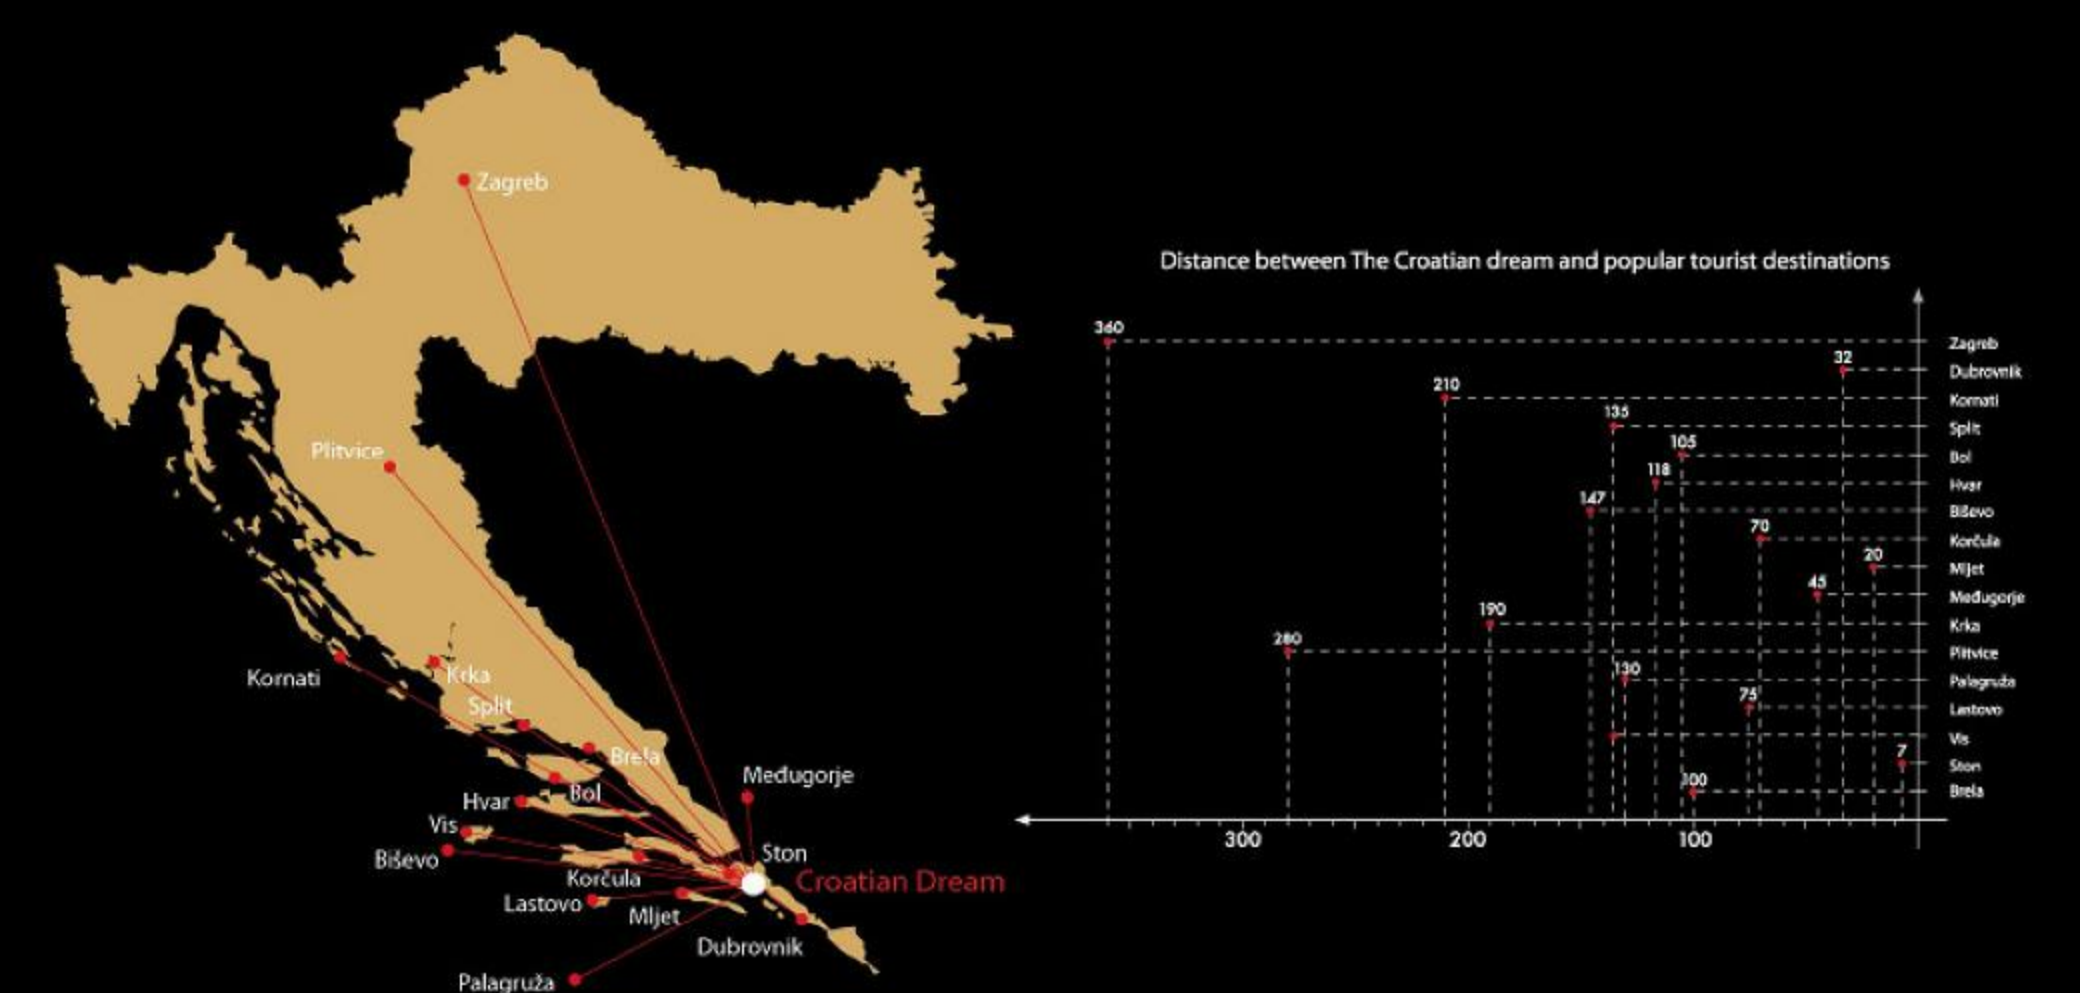 Zagreb
Plitvice
Kornati
Krka
Split
Brela
Međugorje
Bol
Hvar
Vis
Biševo
Ston
Korčula
Croatian Dream
Lastovo
Mljet
Dubrovnik
Palagruža
Distance between The Croatian dream and popular tourist destinations
360
Zagreb
32
Dubrovnik
210
Kornati
135
Split
105
Bol
118
Hvar
147
Biševo
70
Korčula
20
Mljet
45
Međugorje
190
Krka
280
Plitvice
130
Palagruža
75
Lastovo
Vis
7
Ston
100
Brela
300 200 100